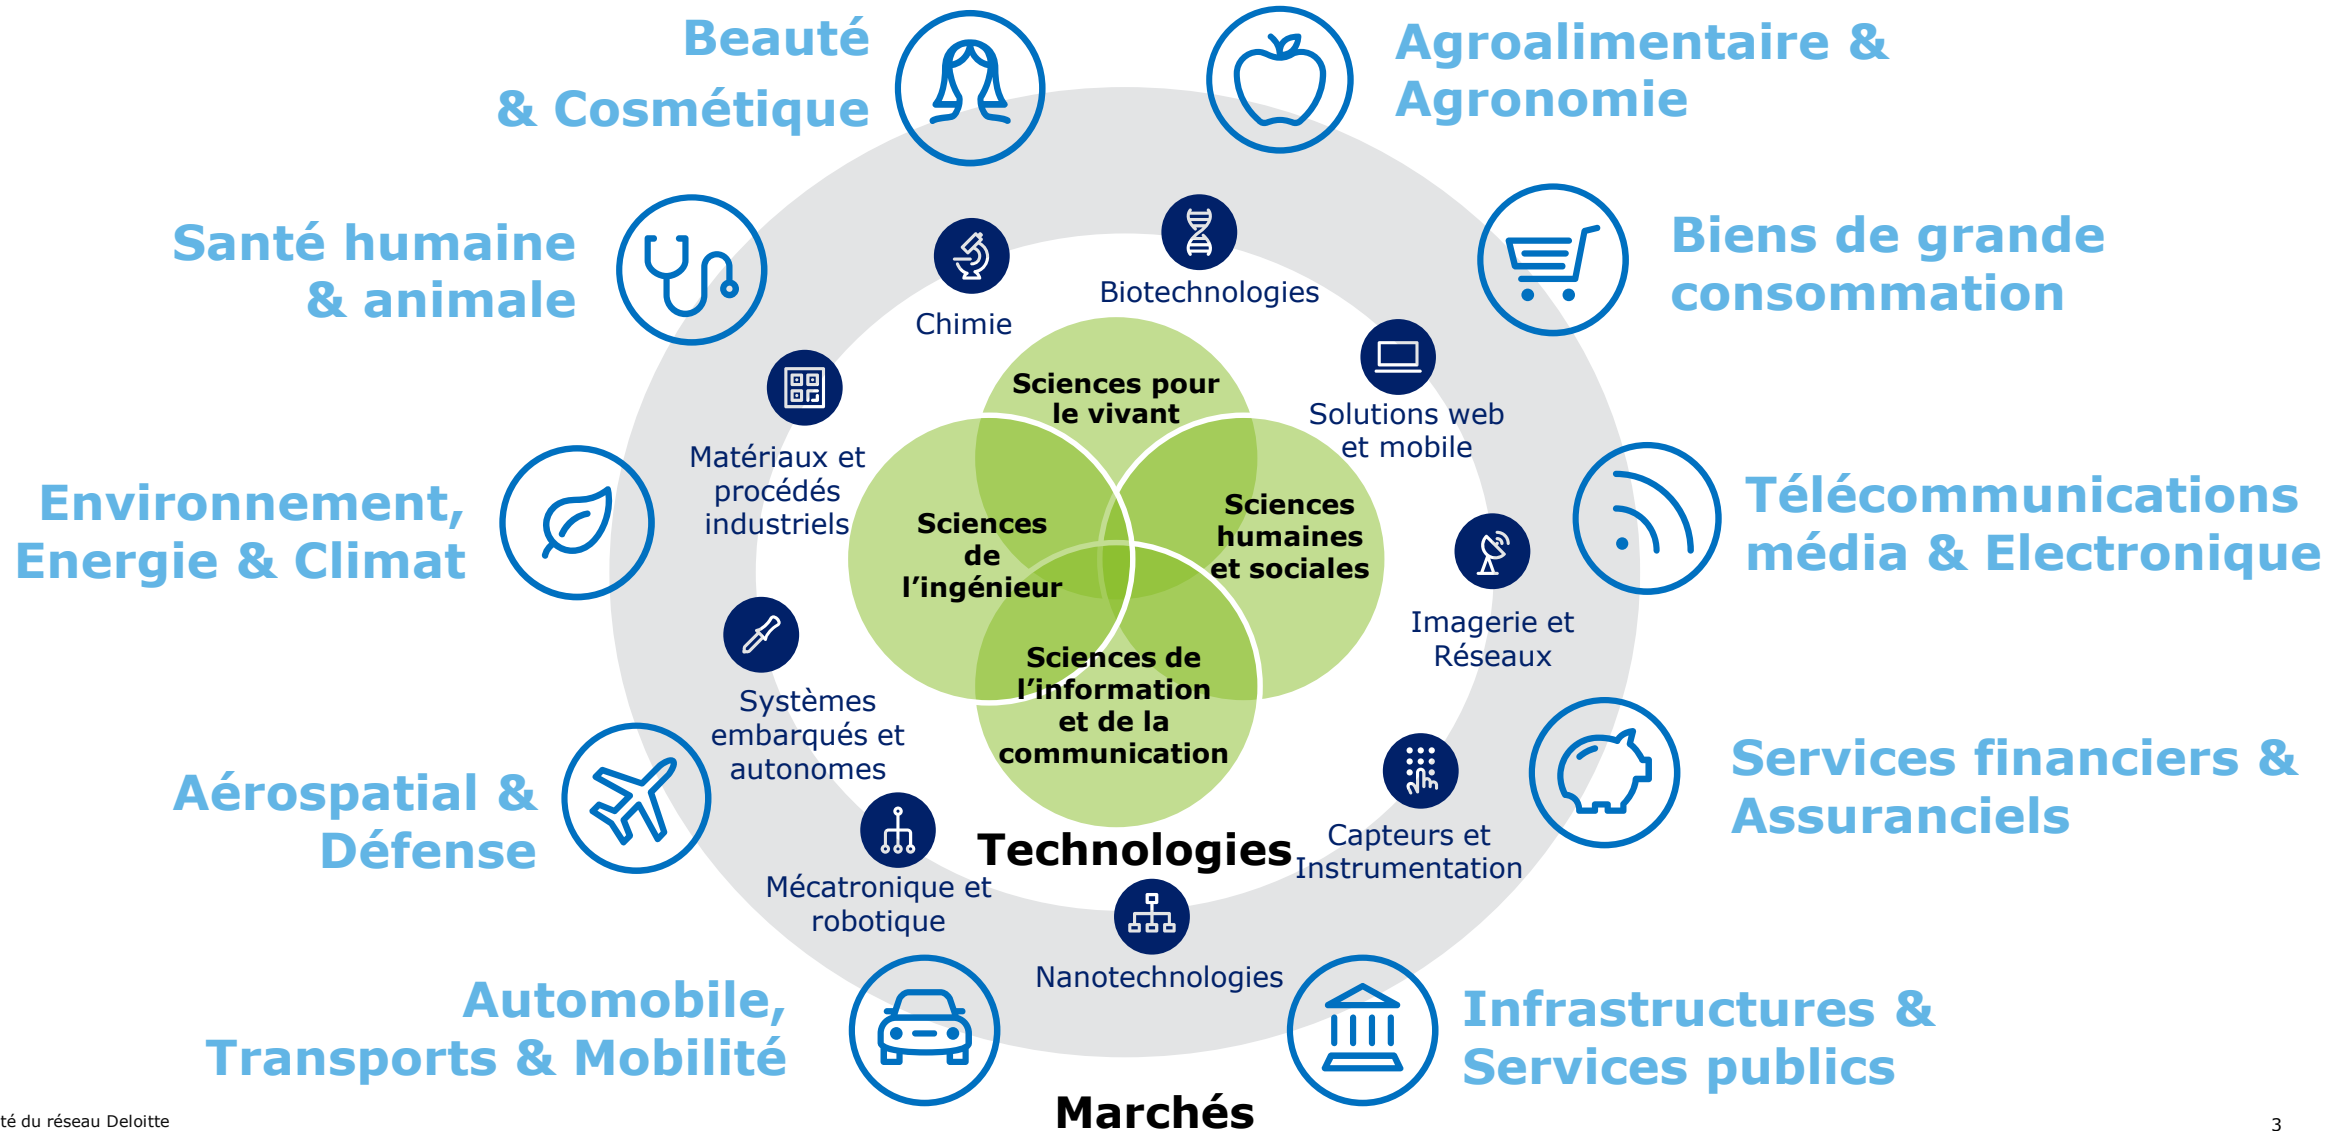 Beauté
& Cosmétique
Agroalimentaire &
Agronomie
Santé humaine
& animale
Biens de grande
consommation
Chimie
Biotechnologies
Sciences pour
le vivant
Solutions web
et mobile
Matériaux et
procédés
industriels
Environnement,
Energie & Climat
Sciences
de
l’ingénieur
Sciences
humaines
et sociales
Télécommunications
média & Electronique
Imagerie et
Réseaux
Systèmes
embarqués et
autonomes
Sciences de
l’information
et de la
communication
Aérospatial &
Défense
Services financiers &
Assuranciels
Technologies
Capteurs et
Instrumentation
Mécatronique et
robotique
Nanotechnologies
Automobile,
Transports & Mobilité
Infrastructures &
Services publics
Marchés
té du réseau Deloitte
3